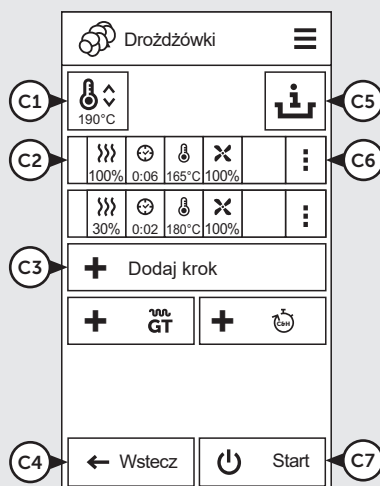 Drożdżówki
C1
190°C
i
C5
C2
100% 0:06 165°C 100%
C6
30% 0:02 180°C 100%
C3
+ Dodaj krok
+ GT + C&H
C4
← Wstecz
Start
C7